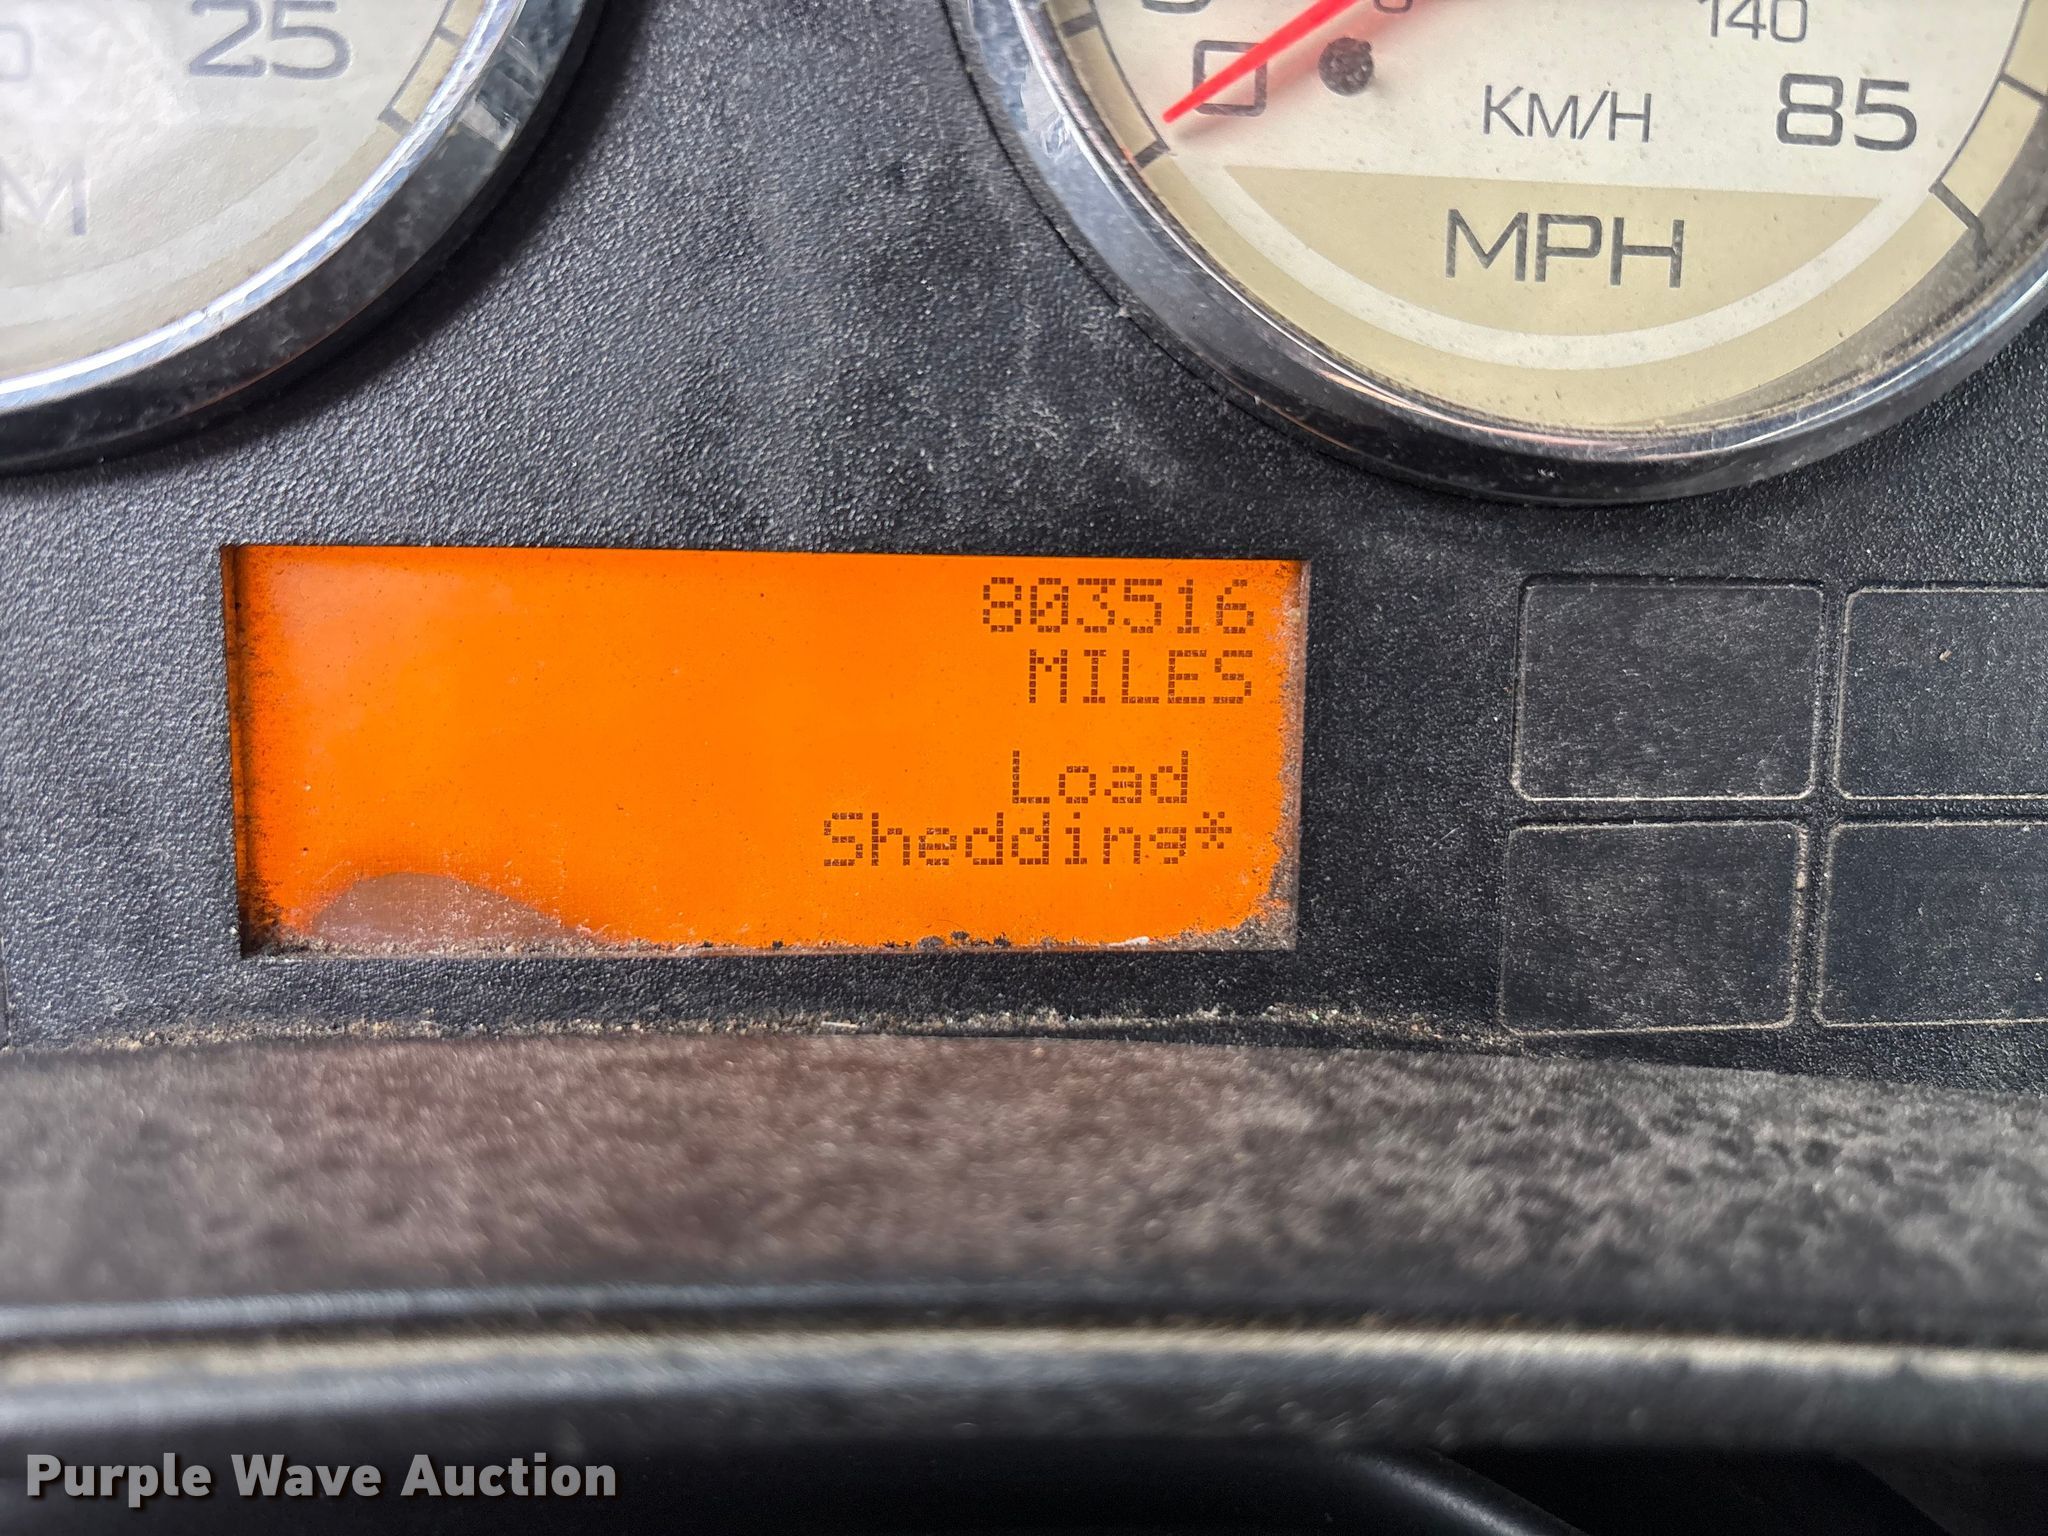 25
140
KM/H
85
MPH
803516
MILES
Load
Shedding*
Purple Wave Auction